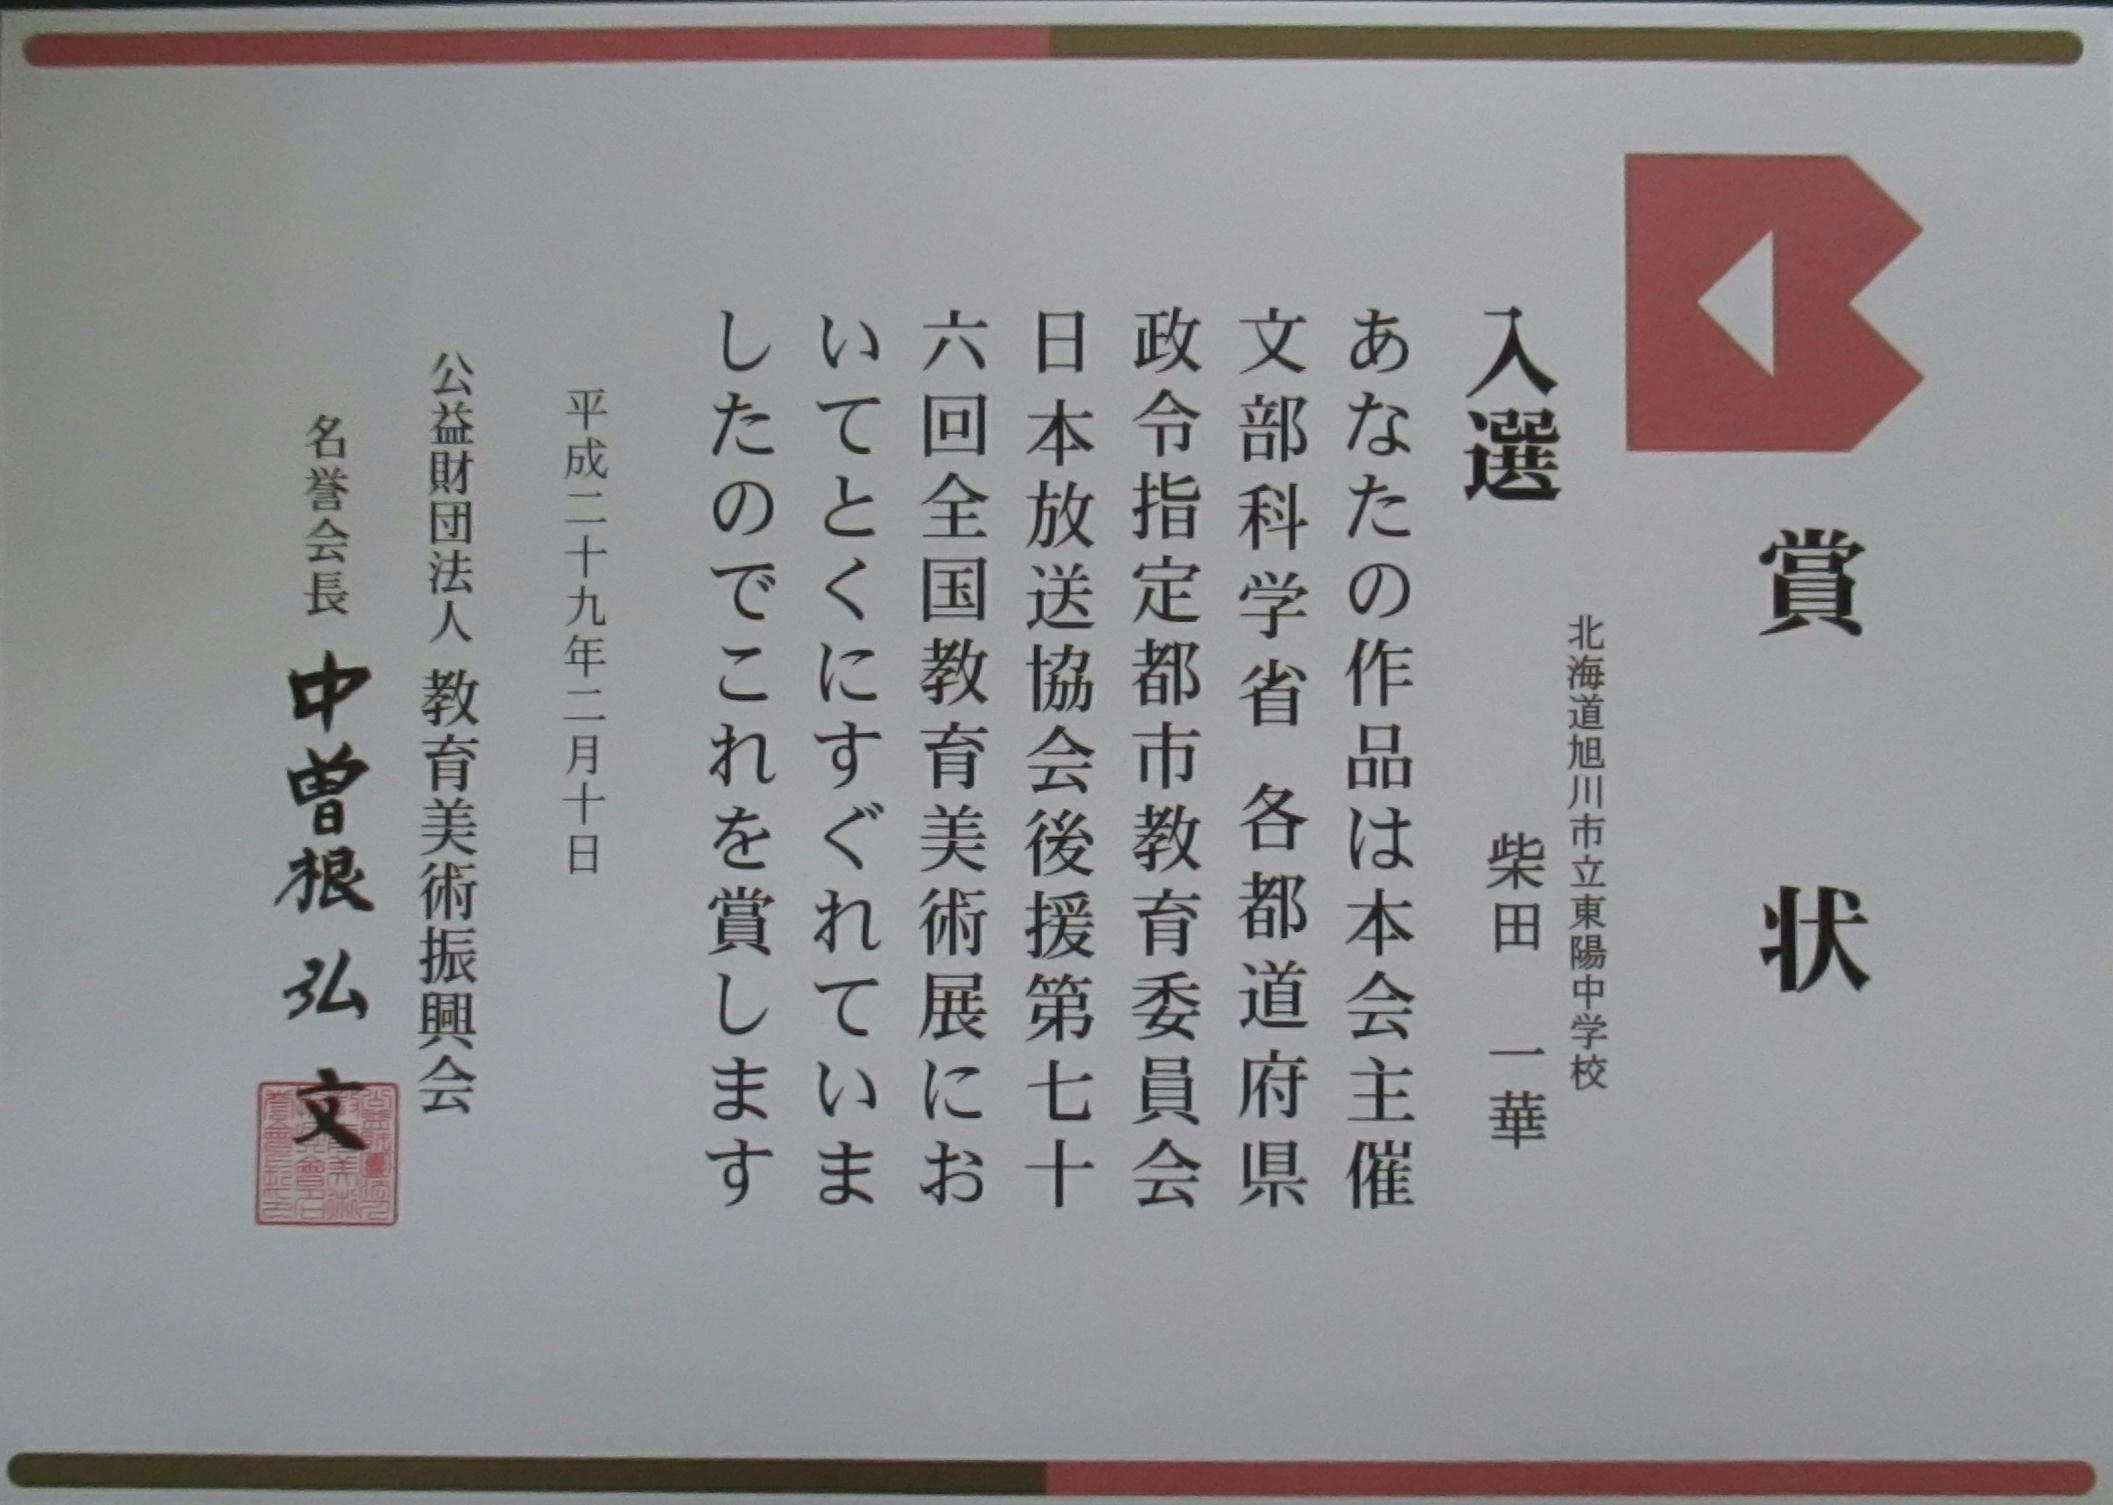 賞状
北海道旭川市立東陽中学校
入選 柴田 一華
あなたの作品は本会主催
文部科学省 各都道府県
政令指定都市教育委員会
日本放送協会後援第七十
六回全国教育美術展にお
いてとくにすぐれていま
したのでこれを賞します
平成二十九年二月十日
公益財団法人 教育美術振興会
名誉会長 中曽根弘文